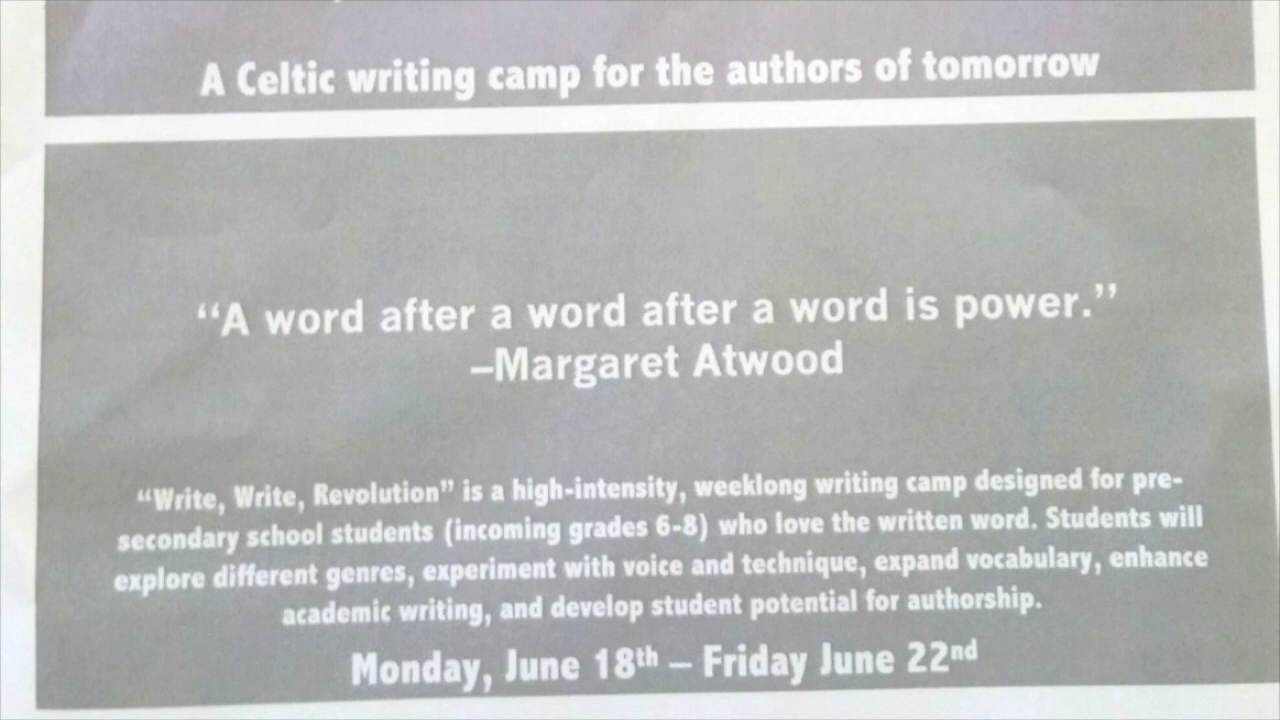 A Celtic writing camp for the authors of tomorrow
“A word after a word after a word is power.”
–Margaret Atwood
“Write, Write, Revolution” is a high-intensity, weeklong writing camp designed for pre-
secondary school students (incoming grades 6-8) who love the written word. Students will
explore different genres, experiment with voice and technique, expand vocabulary, enhance
academic writing, and develop student potential for authorship.
Monday, June 18th – Friday June 22nd